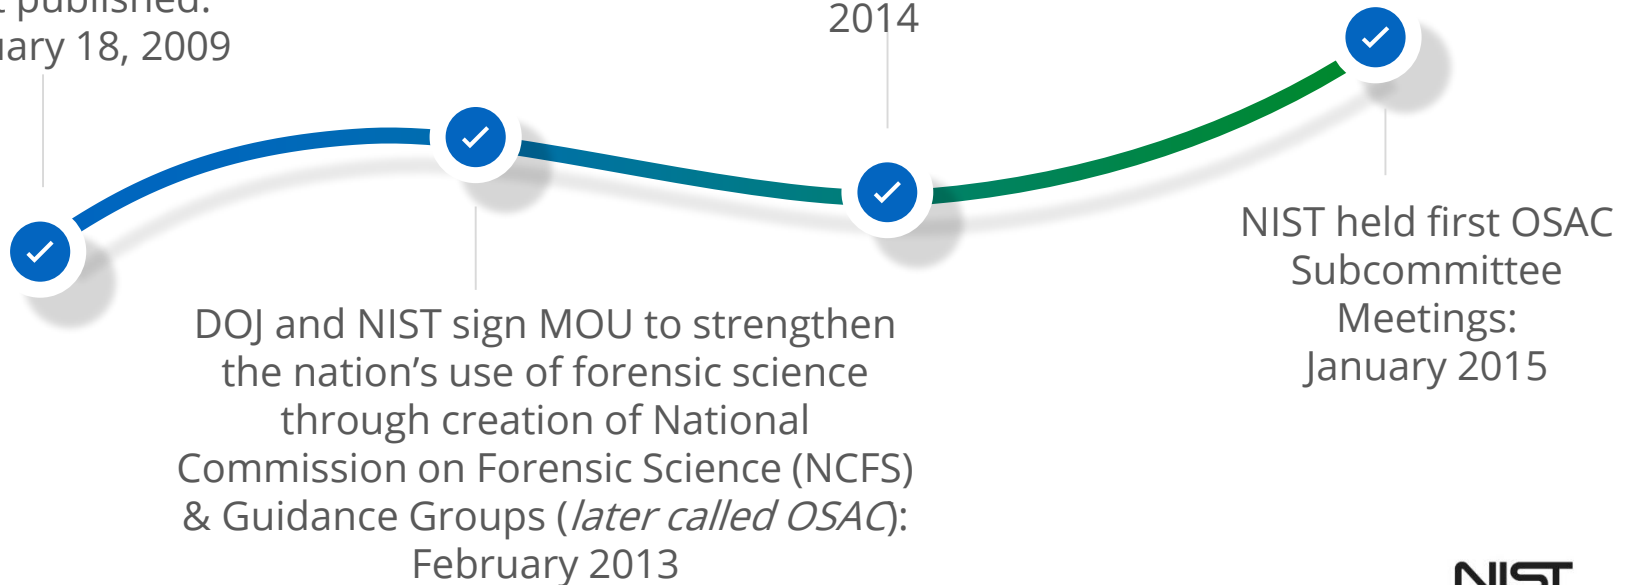 published:
18, 2009
2014
DOJ and NIST sign MOU to strengthen
the nation’s use of forensic science
through creation of National
Commission on Forensic Science (NCFS)
& Guidance Groups (later called OSAC):
February 2013
NIST held first OSAC
Subcommittee
Meetings:
January 2015
NIST